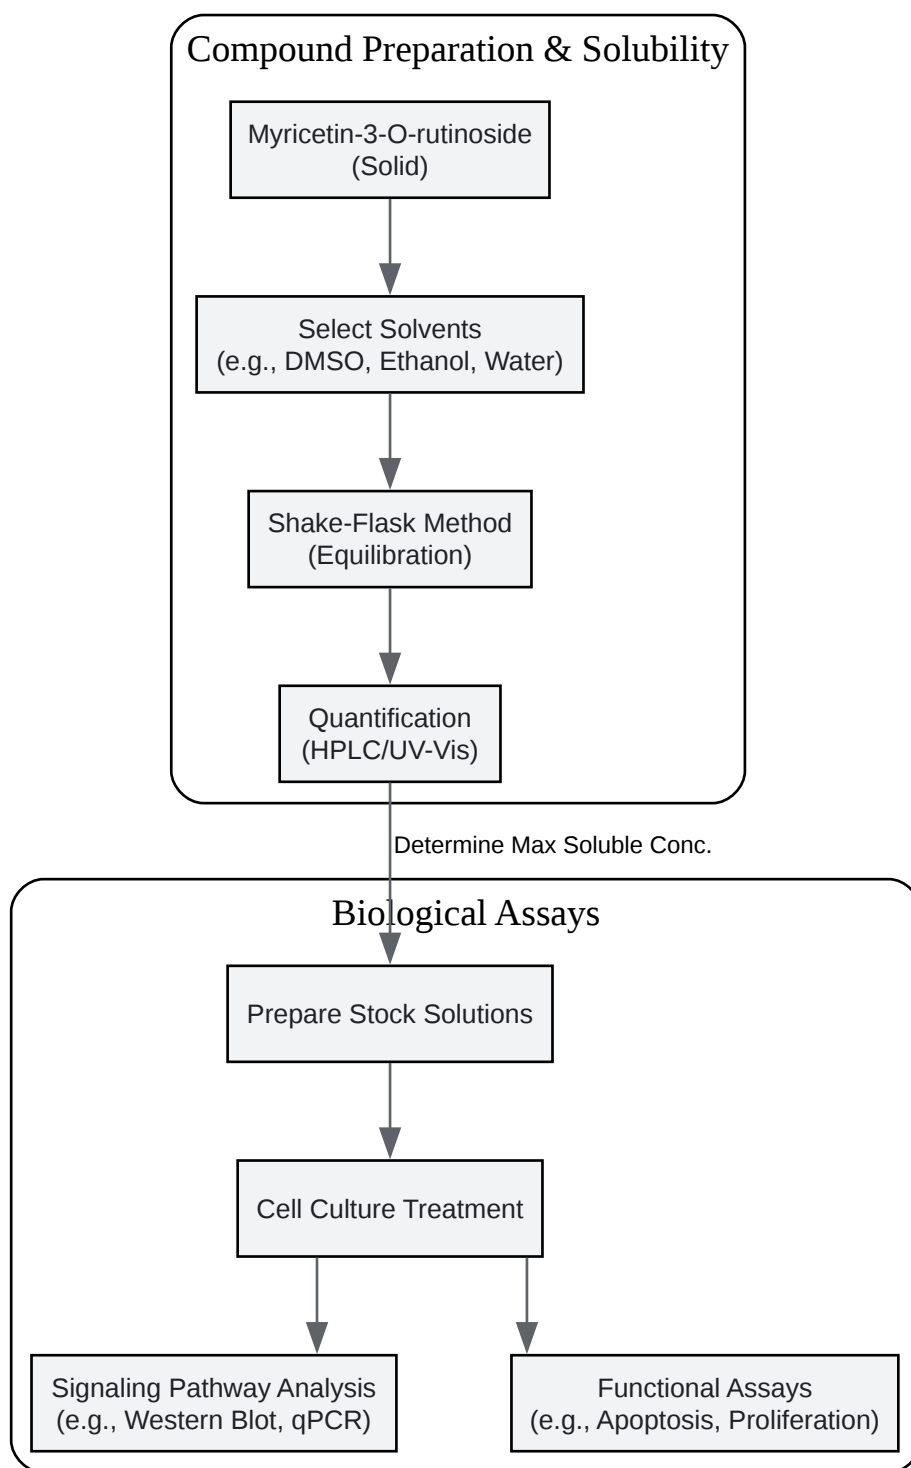 Compound Preparation & Solubility
Myricetin-3-O-rutinoside
(Solid)
Select Solvents
(e.g., DMSO, Ethanol, Water)
Shake-Flask Method
(Equilibration)
Quantification
(HPLC/UV-Vis)
Determine Max Soluble Conc.
Biological Assays
Prepare Stock Solutions
Cell Culture Treatment
Signaling Pathway Analysis
(e.g., Western Blot, qPCR)
Functional Assays
(e.g., Apoptosis, Proliferation)